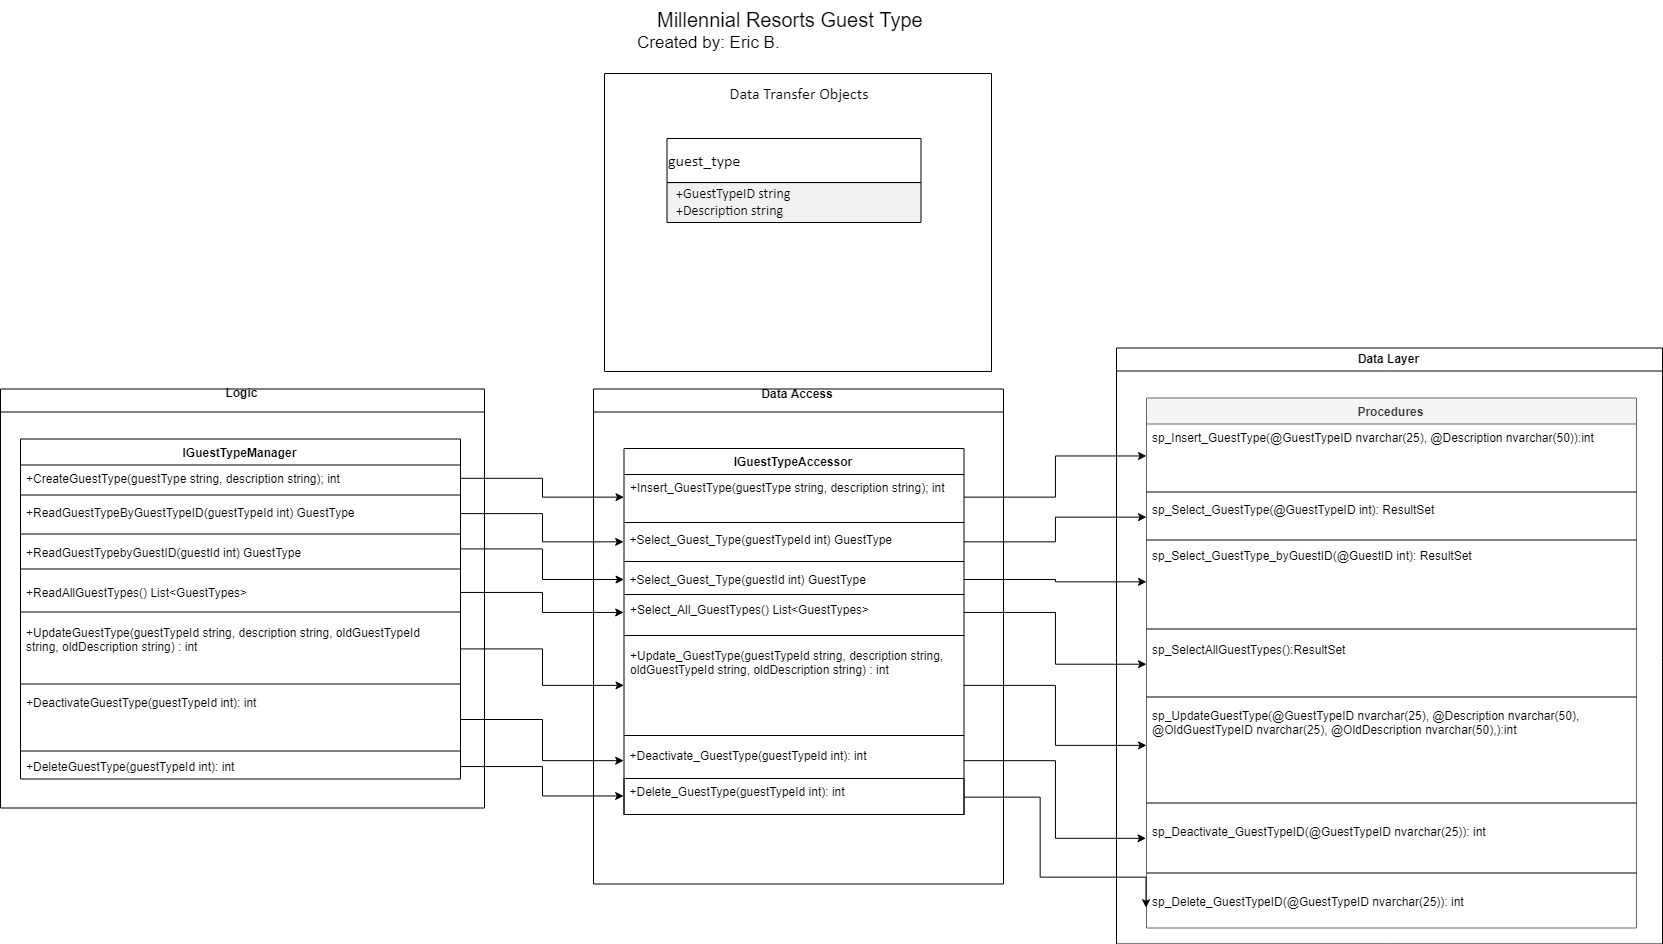 Millennial Resorts Guest Type
Created by: Eric B.
Data Transfer Objects
guest_type
+GuestTypeID string
+Description string
Logic
IGuestTypeManager
+CreateGuestType(guestType string, description string); int
+ReadGuestTypeByGuestTypeID(guestTypeId int) GuestType
+ReadGuestTypebyGuestID(guestId int) GuestType
+ReadAllGuestTypes() List<GuestTypes>
+UpdateGuestType(guestTypeId string, description string, oldGuestTypeId
string, oldDescription string) : int
+DeactivateGuestType(guestTypeId int): int
+DeleteGuestType(guestTypeId int): int
Data Access
IGuestTypeAccessor
+Insert_GuestType(guestType string, description string); int
+Select_Guest_Type(guestTypeId int) GuestType
+Select_Guest_Type(guestId int) GuestType
+Select_All_GuestTypes() List<GuestTypes>
+Update_GuestType(guestTypeId string, description string,
oldGuestTypeId string, oldDescription string) : int
+Deactivate_GuestType(guestTypeId int): int
+Delete_GuestType(guestTypeId int): int
Data Layer
Procedures
sp_Insert_GuestType(@GuestTypeID nvarchar(25), @Description nvarchar(50)):int
sp_Select_GuestType(@GuestTypeID int): ResultSet
sp_Select_GuestType_byGuestID(@GuestID int): ResultSet
sp_SelectAllGuestTypes():ResultSet
sp_UpdateGuestType(@GuestTypeID nvarchar(25), @Description nvarchar(50),
@OldGuestTypeID nvarchar(25), @OldDescription nvarchar(50),):int
sp_Deactivate_GuestTypeID(@GuestTypeID nvarchar(25)): int
sp_Delete_GuestTypeID(@GuestTypeID nvarchar(25)): int